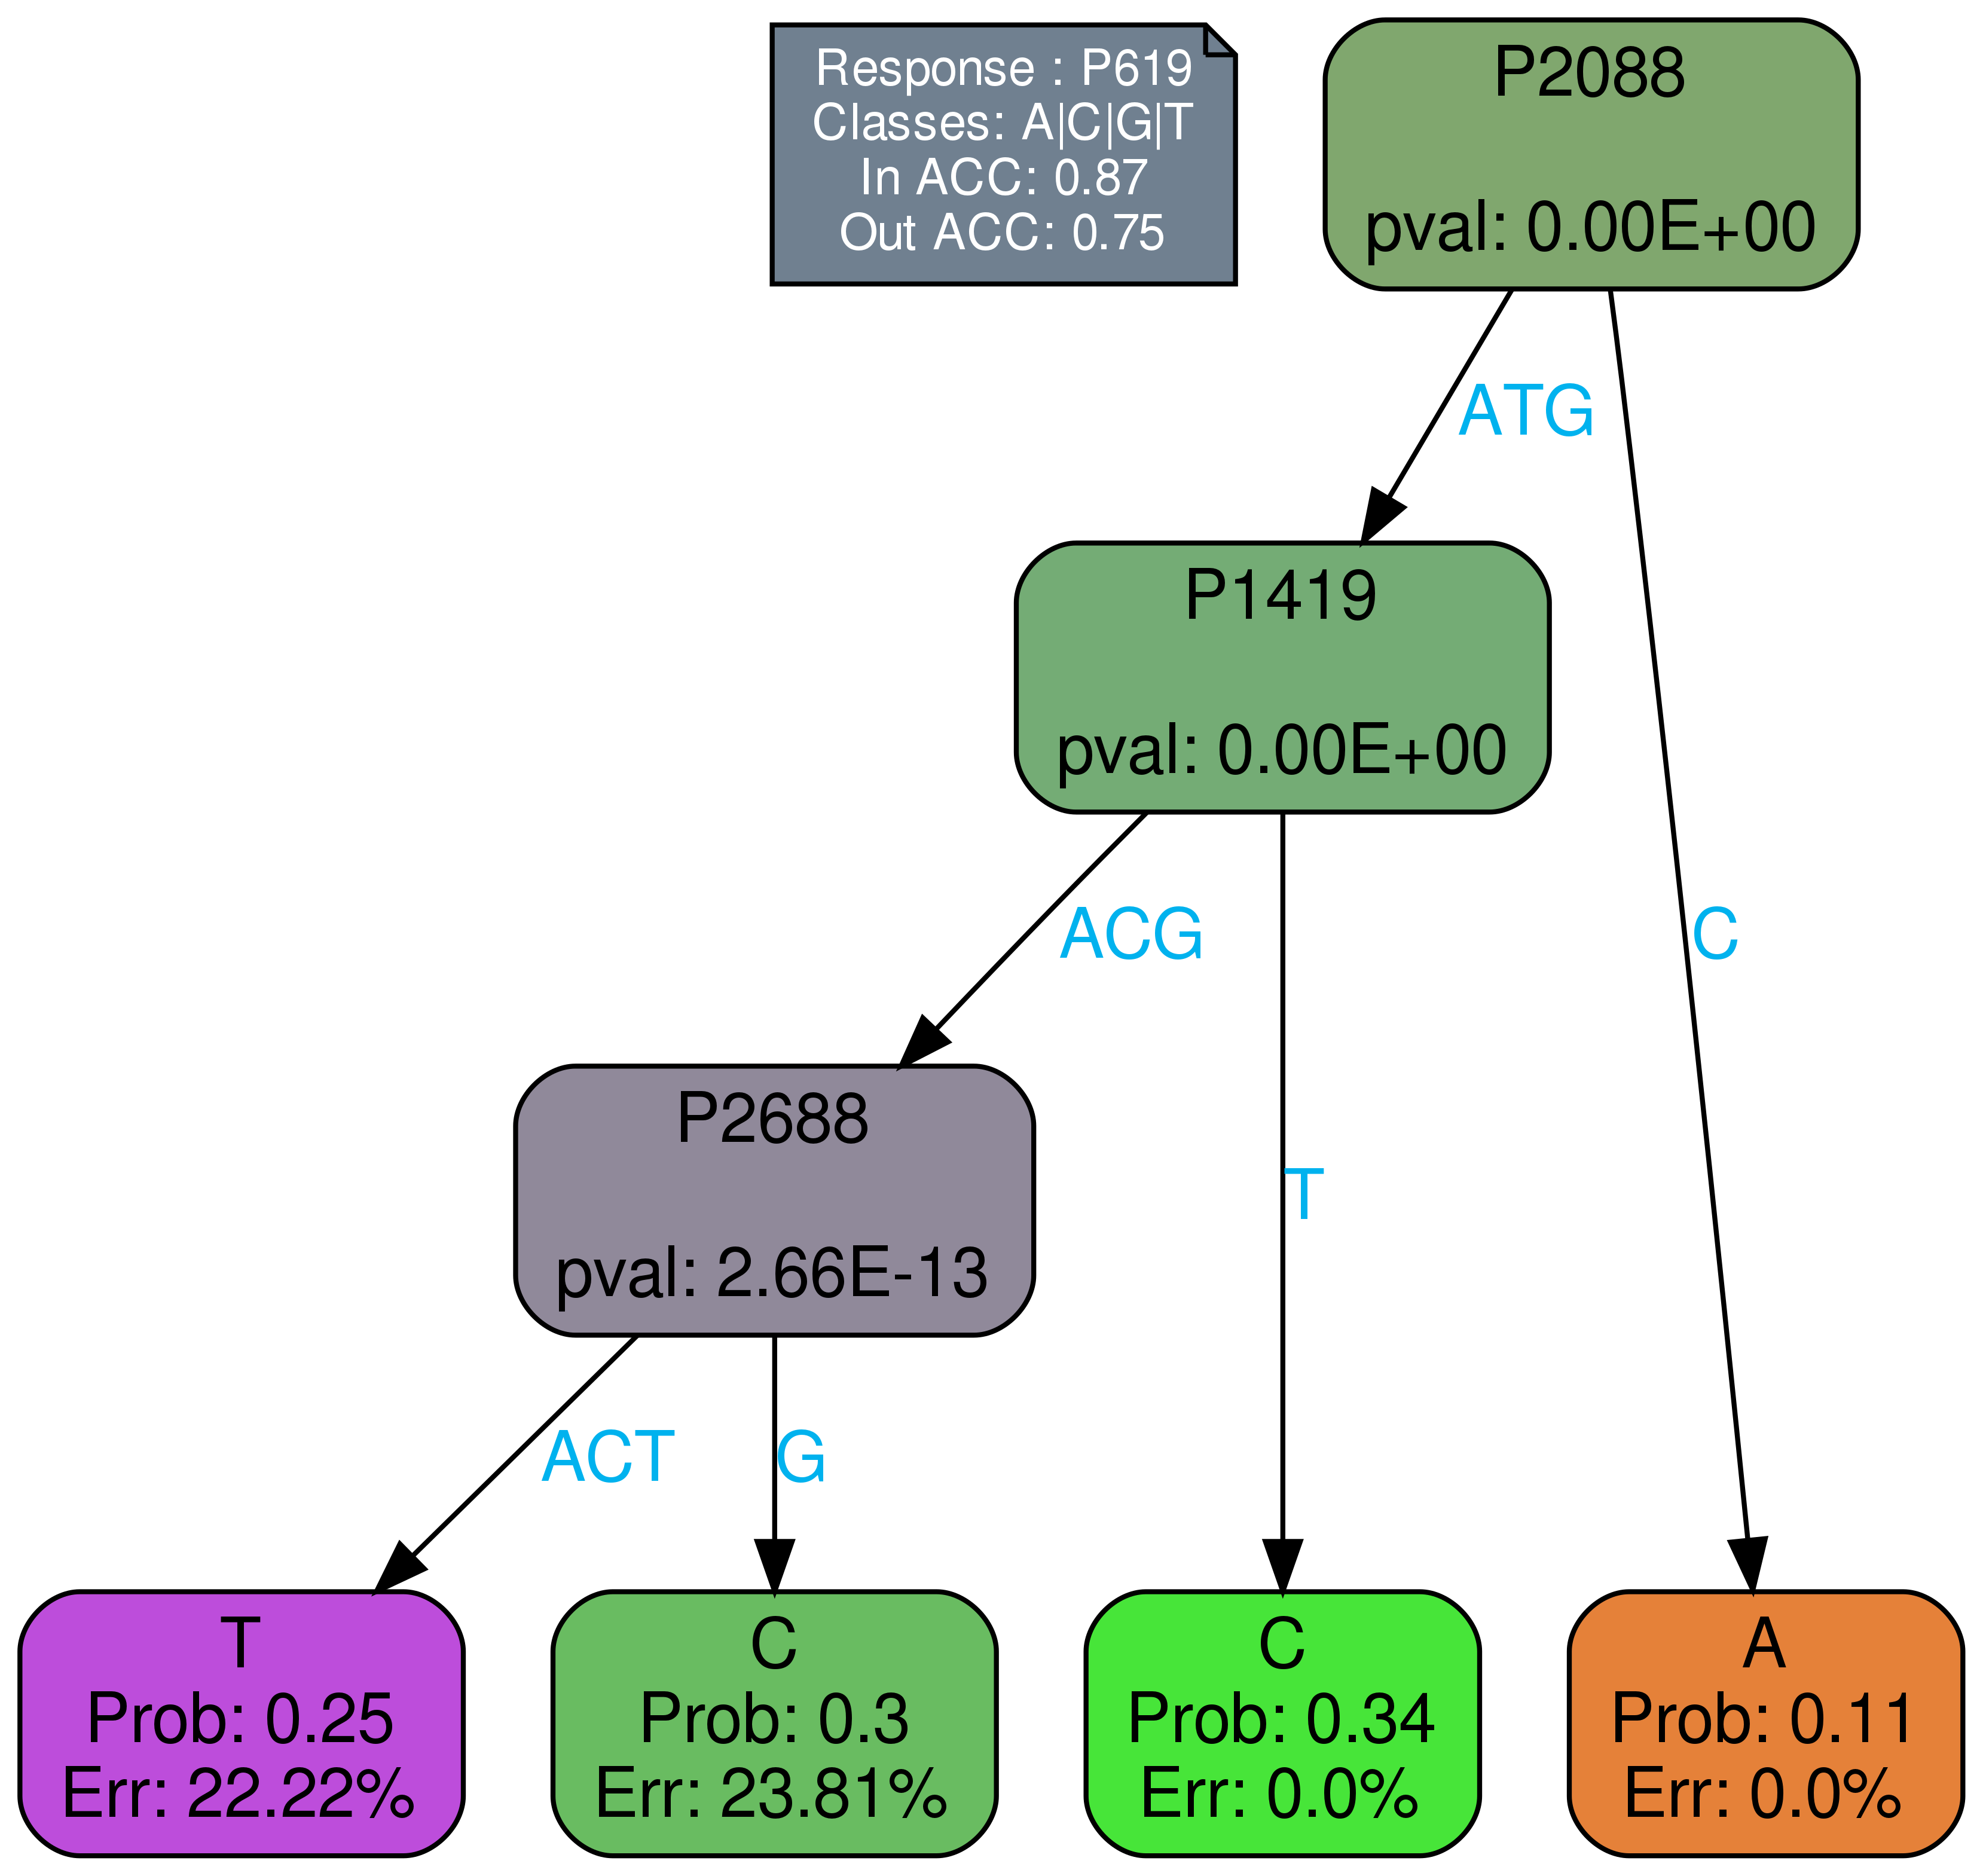 Response : P619
Classes: A|C|G|T
In ACC: 0.87
Out ACC: 0.75
P2088
pval: 0.00E+00
ATG
P1419
pval: 0.00E+00
ACG
C
P2688
pval: 2.66E-13
T
ACT
G
T
Prob: 0.25
Err: 22.22%
C
Prob: 0.3
Err: 23.81%
C
Prob: 0.34
Err: 0.0%
A
Prob: 0.11
Err: 0.0%